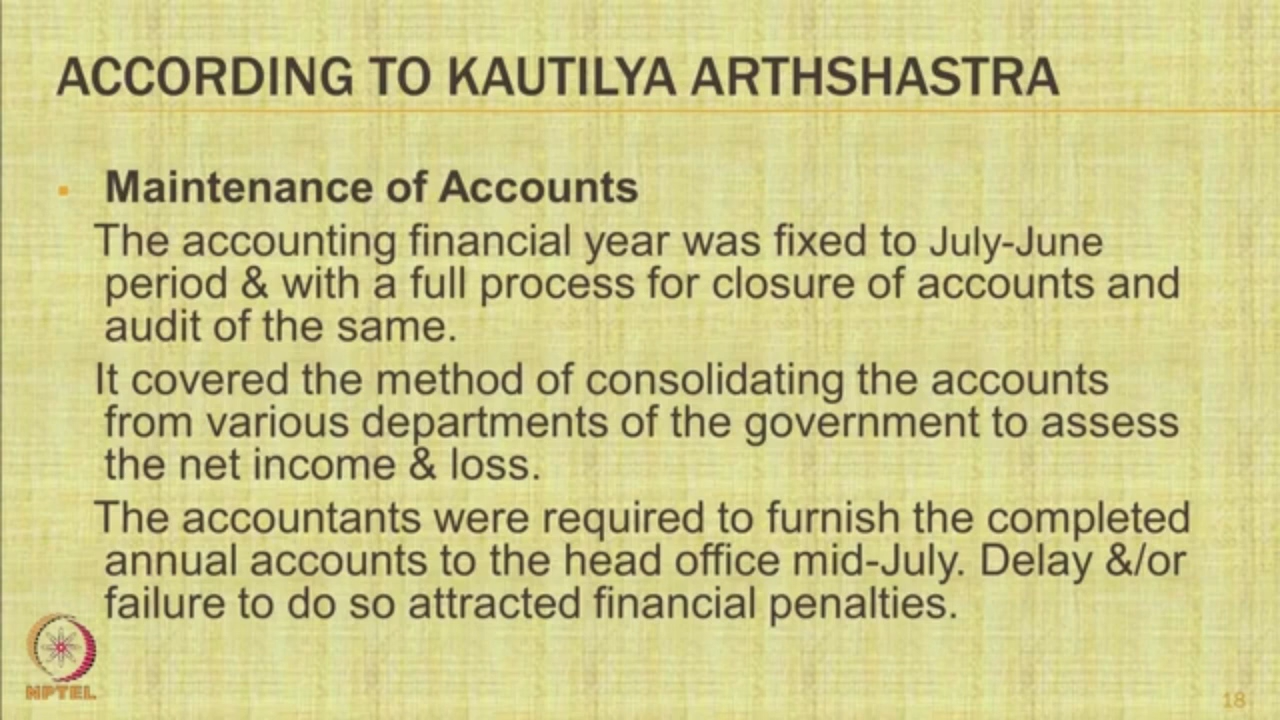 ACCORDING TO KAUTILYA ARTHSHASTRA
Maintenance of Accounts
The accounting financial year was fixed to July-June
period & with a full process for closure of accounts and
audit of the same.
It covered the method of consolidating the accounts
from various departments of the government to assess
the net income & loss.
The accountants were required to furnish the completed
annual accounts to the head office mid-July. Delay &/or
failure to do so attracted financial penalties.
NPTEL
18